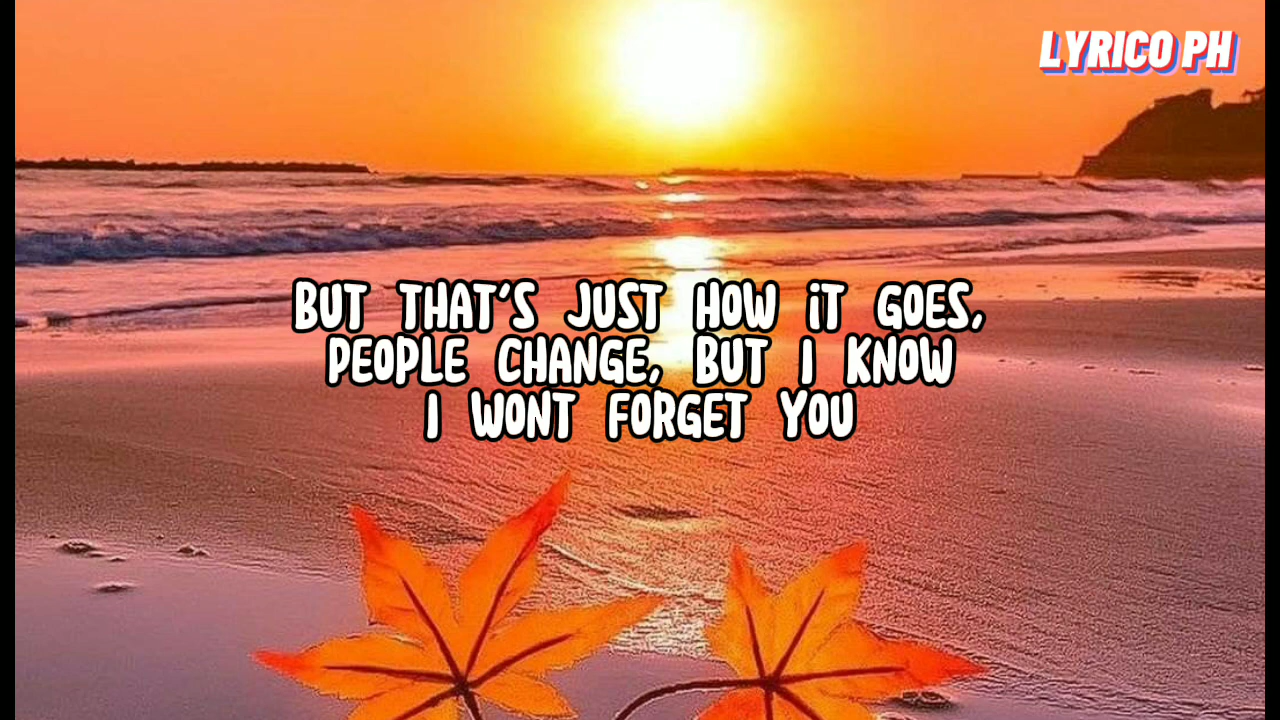 LYRICO PH
BUT THAT'S JUST HOW iT GOES,
PEOPLE CHANGE, BUT I KNOW
I WONT FORGET YOU